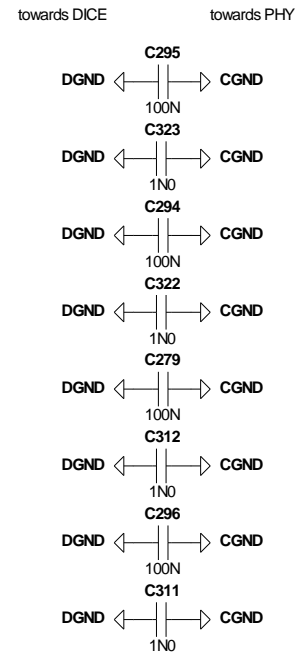 towards DICE towards PHY
C295
DGND CGND
100N
C323
DGND CGND
1N0
C294
DGND CGND
100N
C322
DGND CGND
1N0
C279
DGND CGND
100N
C312
DGND CGND
1N0
C296
DGND CGND
100N
C311
DGND CGND
1N0